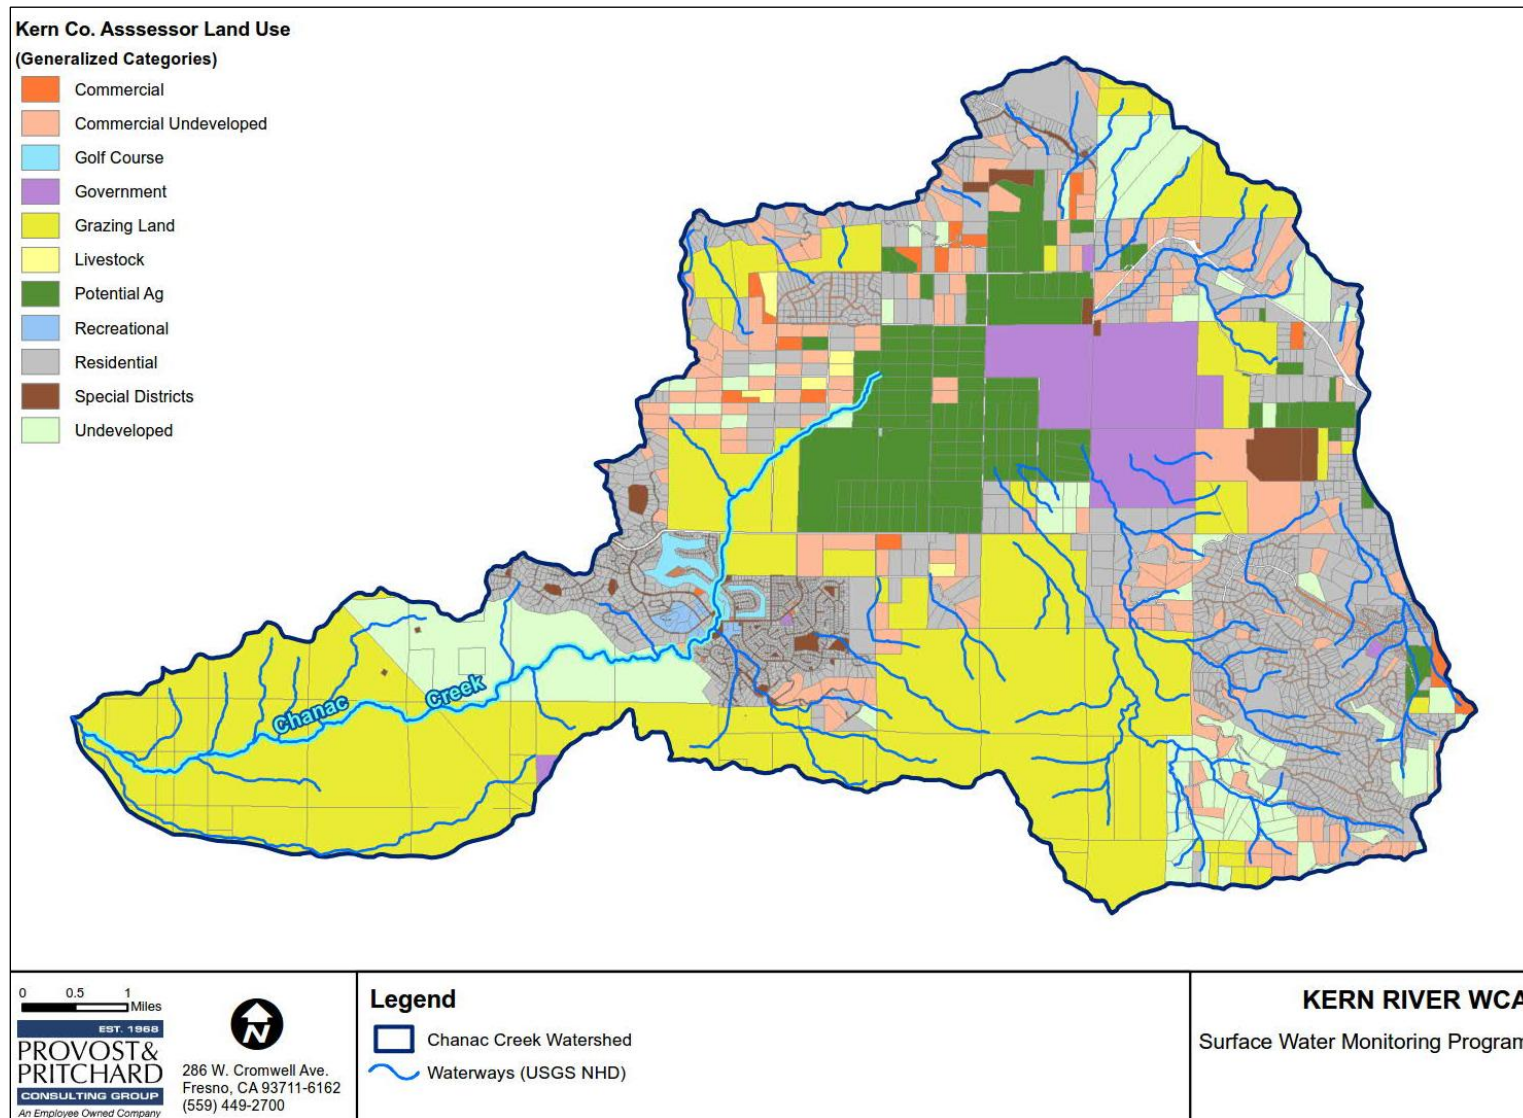 Kern Co. Asssessor Land Use
(Generalized Categories)
Commercial
Commercial Undeveloped
Golf Course
Government
Grazing Land
Livestock
Potential Ag
Recreational
Residential
Special Districts
Undeveloped
Chanac Creek
0 0.5 1
Miles
EST. 1968
PROVOST&
PRITCHARD
CONSULTING GROUP
An Employee Owned Company
N
286 W. Cromwell Ave.
Fresno, CA 93711-6162
(559) 449-2700
Legend
Chanac Creek Watershed
Waterways (USGS NHD)
KERN RIVER WCA
Surface Water Monitoring Program